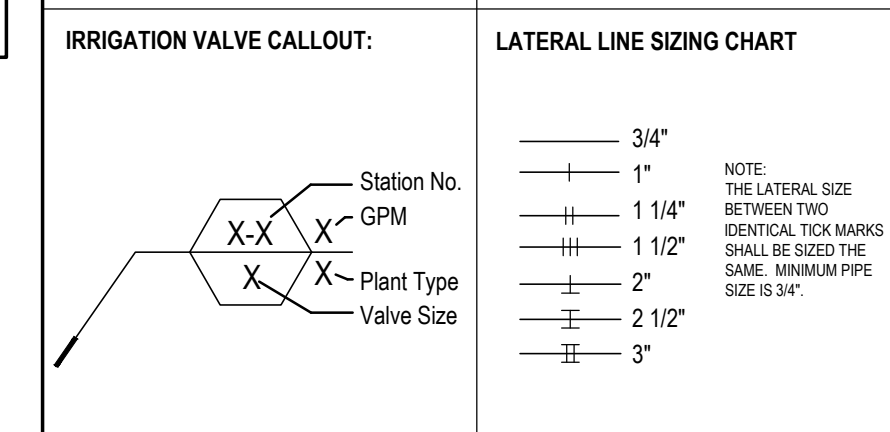 IRRIGATION VALVE CALLOUT:
X-X
X
X
X
Station No.
GPM
Plant Type
Valve Size
LATERAL LINE SIZING CHART
3/4"
1"
1 1/4"
1 1/2"
2"
2 1/2"
3"
NOTE:
THE LATERAL SIZE
BETWEEN TWO
IDENTICAL TICK MARKS
SHALL BE SIZED THE
SAME. MINIMUM PIPE
SIZE IS 3/4".